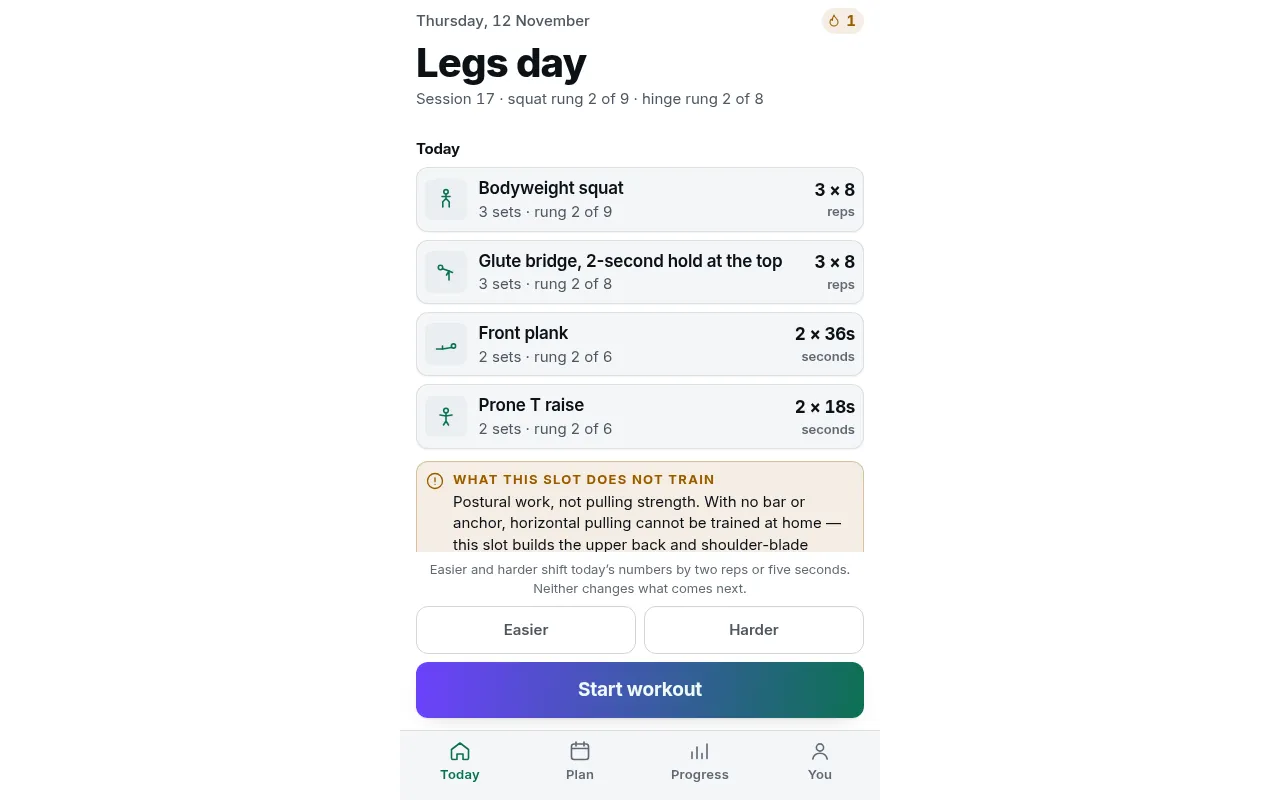 Thursday, 12 November
1
Legs day
Session 17 · squat rung 2 of 9 · hinge rung 2 of 8
Today
Bodyweight squat
3 sets · rung 2 of 9
3 × 8
reps
Glute bridge, 2-second hold at the top
3 sets · rung 2 of 8
3 × 8
reps
Front plank
2 sets · rung 2 of 6
2 × 36s
seconds
Prone T raise
2 sets · rung 2 of 6
2 × 18s
seconds
WHAT THIS SLOT DOES NOT TRAIN
Postural work, not pulling strength. With no bar or
anchor, horizontal pulling cannot be trained at home —
this slot builds the upper back and shoulder-blade
Easier and harder shift today’s numbers by two reps or five seconds.
Neither changes what comes next.
Easier
Harder
Start workout
Today
Plan
Progress
You